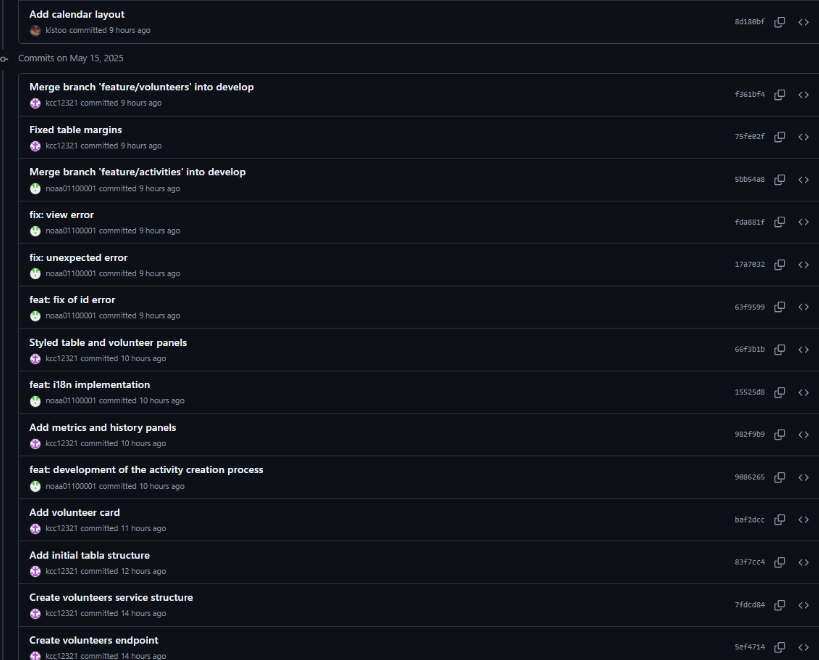 Add calendar layout
kistoo committed 9 hours ago
8d180bf
Commits on May 15, 2025
Merge branch 'feature/volunteers' into develop
kcc12321 committed 9 hours ago
f361bf4
Fixed table margins
kcc12321 committed 9 hours ago
75fe02f
Merge branch 'feature/activities' into develop
noaa01100001 committed 9 hours ago
5bb54a8
fix: view error
noaa01100001 committed 9 hours ago
fda881f
fix: unexpected error
noaa01100001 committed 9 hours ago
17a7032
feat: fix of id error
noaa01100001 committed 9 hours ago
63f9599
Styled table and volunteer panels
kcc12321 committed 10 hours ago
66f3b1b
feat: i18n implementation
noaa01100001 committed 10 hours ago
15525d8
Add metrics and history panels
kcc12321 committed 10 hours ago
982f9b9
feat: development of the activity creation process
noaa01100001 committed 10 hours ago
9086265
Add volunteer card
kcc12321 committed 11 hours ago
baf2dcc
Add initial tabla structure
kcc12321 committed 12 hours ago
83f7cc4
Create volunteers service structure
kcc12321 committed 14 hours ago
7fdcd84
Create volunteers endpoint
kcc12321 committed 14 hours ago
5ef4714